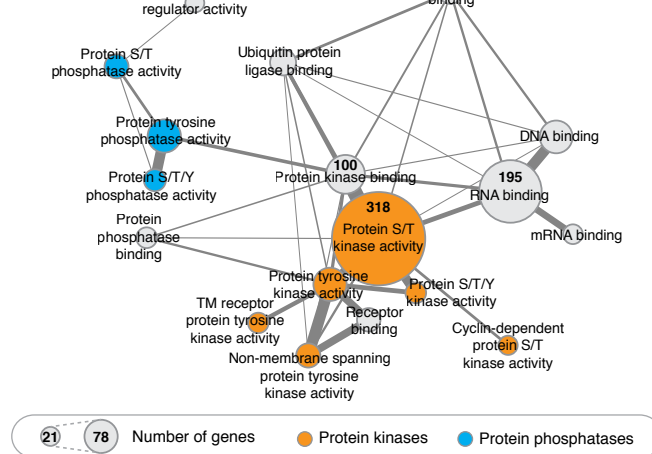 regulator activity
binding
Protein S/T
phosphatase activity
Ubiquitin protein
ligase binding
Protein tyrosine
phosphatase activity
DNA binding
100
Protein kinase binding
195
RNA binding
Protein S/T/Y
phosphatase activity
318
Protein S/T
kinase activity
Protein
phosphatase
binding
mRNA binding
Protein tyrosine
kinase activity
Protein S/T/Y
kinase activity
TM receptor
protein tyrosine
kinase activity
Receptor
binding
Cyclin-dependent
protein S/T
kinase activity
Non-membrane spanning
protein tyrosine
kinase activity
21
78
Number of genes
Protein kinases
Protein phosphatases